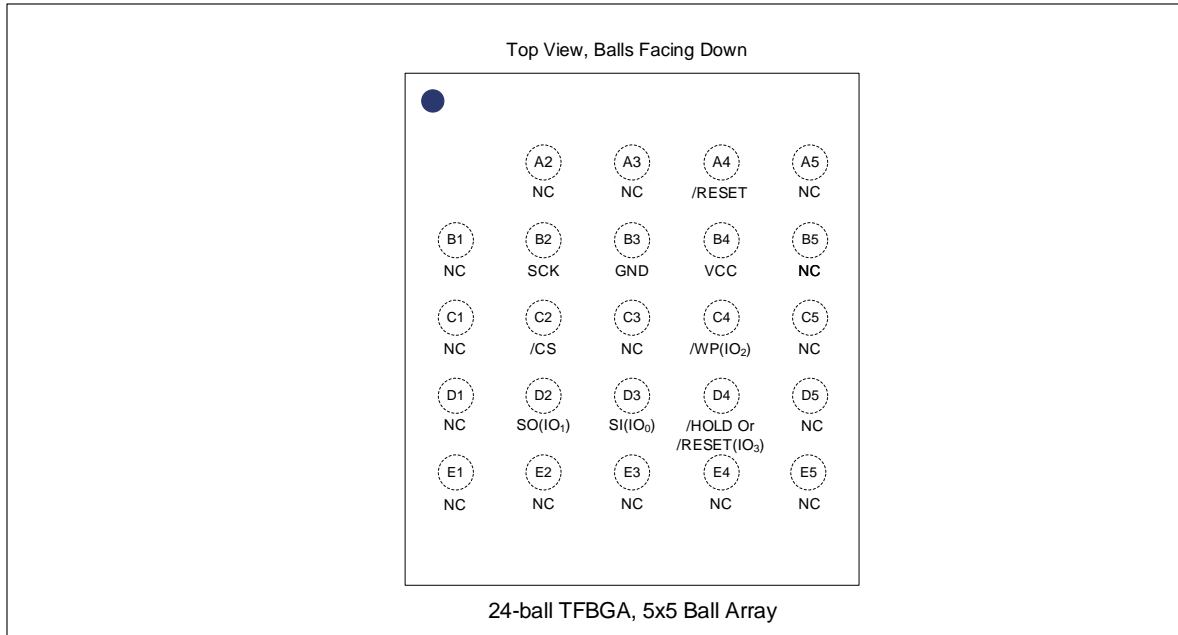 Top View, Balls Facing Down
A2 A3 A4 A5
NC NC /RESET NC
B1 B2 B3 B4 B5
NC SCK GND VCC NC
C1 C2 C3 C4 C5
NC /CS NC /WP(IO₂) NC
D1 D2 D3 D4 D5
NC SO(IO₁) SI(IO₀) /HOLD Or NC
/RESET(IO₃)
E1 E2 E3 E4 E5
NC NC NC NC NC
24-ball TFBGA, 5x5 Ball Array